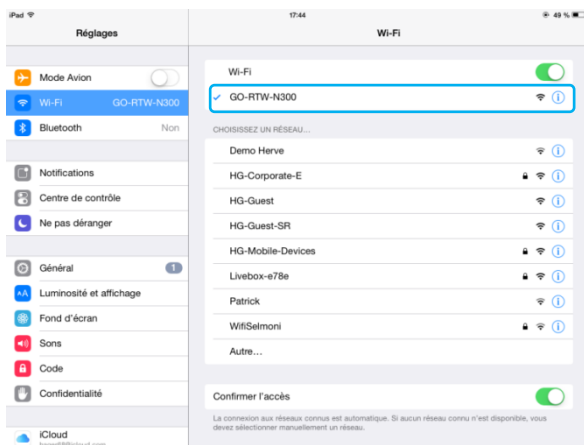 iPad 17:44 49 %
Réglages
Wi-Fi
Mode Avion
Wi-Fi GO-RTW-N300
Bluetooth Non
Notifications
Centre de contrôle
Ne pas déranger
Général 1
Luminosité et affichage
Fond d'écran
Sons
Code
Confidentialité
iCloud
Wi-Fi
GO-RTW-N300
CHOISISSEZ UN RÉSEAU...
Demo Herve
HG-Corporate-E
HG-Guest
HG-Guest-SR
HG-Mobile-Devices
Livebox-e78e
Patrick
WifiSelmoni
Autre...
Confirmer l'accès
La connexion aux réseaux connus est automatique. Si aucun réseau connu n'est disponible, vous
devez sélectionner manuellement un réseau.